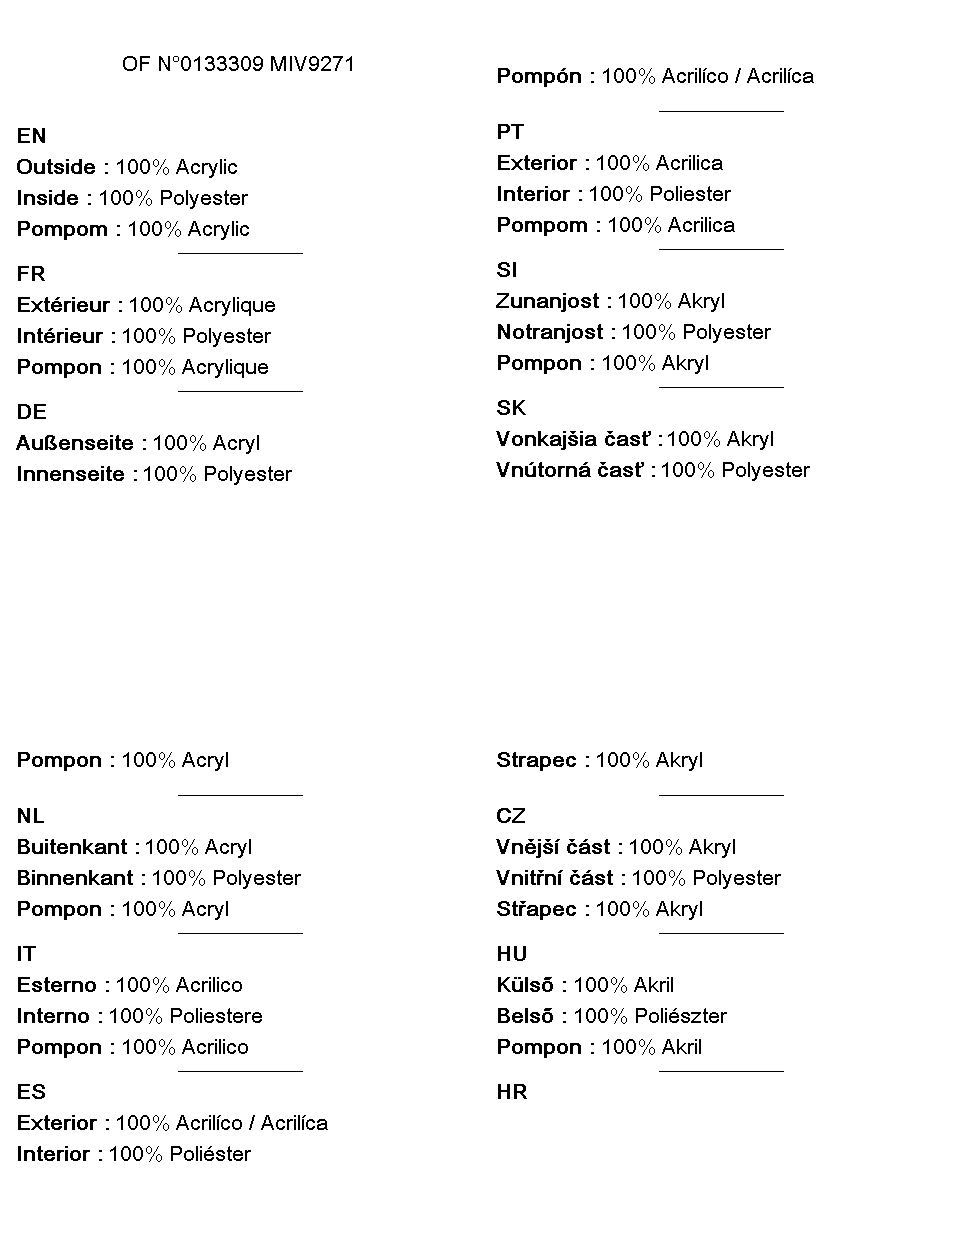 OF N°0133309 MIV9271
EN
Outside : 100% Acrylic
Inside : 100% Polyester
Pompom : 100% Acrylic
FR
Extérieur : 100% Acrylique
Intérieur : 100% Polyester
Pompon : 100% Acrylique
DE
Außenseite : 100% Acryl
Innenseite : 100% Polyester
Pompon : 100% Acryl
NL
Buitenkant : 100% Acryl
Binnenkant : 100% Polyester
Pompon : 100% Acryl
IT
Esterno : 100% Acrilico
Interno : 100% Poliestere
Pompon : 100% Acrilico
ES
Exterior : 100% Acrilíco / Acrilíca
Interior : 100% Poliéster
Pompón : 100% Acrilíco / Acrilíca
PT
Exterior : 100% Acrilica
Interior : 100% Poliester
Pompom : 100% Acrilica
SI
Zunanjost : 100% Akryl
Notranjost : 100% Polyester
Pompon : 100% Akryl
SK
Vonkajšia časť : 100% Akryl
Vnútorná časť : 100% Polyester
Strapec : 100% Akryl
CZ
Vnější část : 100% Akryl
Vnitřní část : 100% Polyester
Střapec : 100% Akryl
HU
Külsõ : 100% Akril
Belsõ : 100% Poliészter
Pompon : 100% Akril
HR